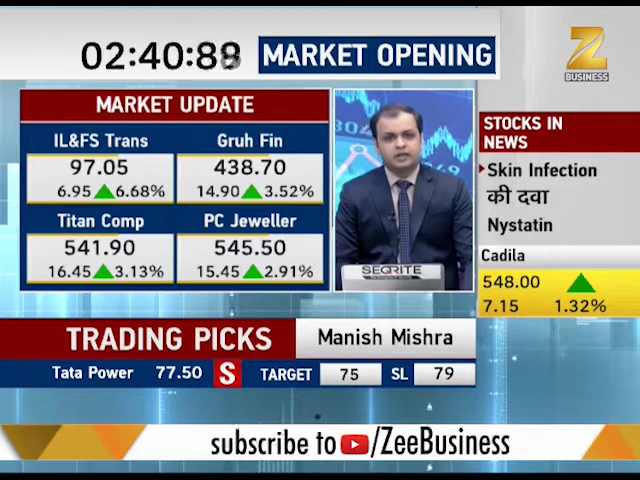 02:40:88
MARKET OPENING
Z
BUSINESS
MARKET UPDATE
IL&FS Trans
97.05
6.95 6.68%
Gruh Fin
438.70
14.90 3.52%
Titan Comp
541.90
16.45 3.13%
PC Jeweller
545.50
15.45 2.91%
SEQRITE
STOCKS IN
NEWS
Skin Infection
की दवा
Nystatin
Cadila
548.00
7.15 1.32%
TRADING PICKS
Manish Mishra
Tata Power 77.50 S TARGET 75 SL 79
subscribe to /ZeeBusiness